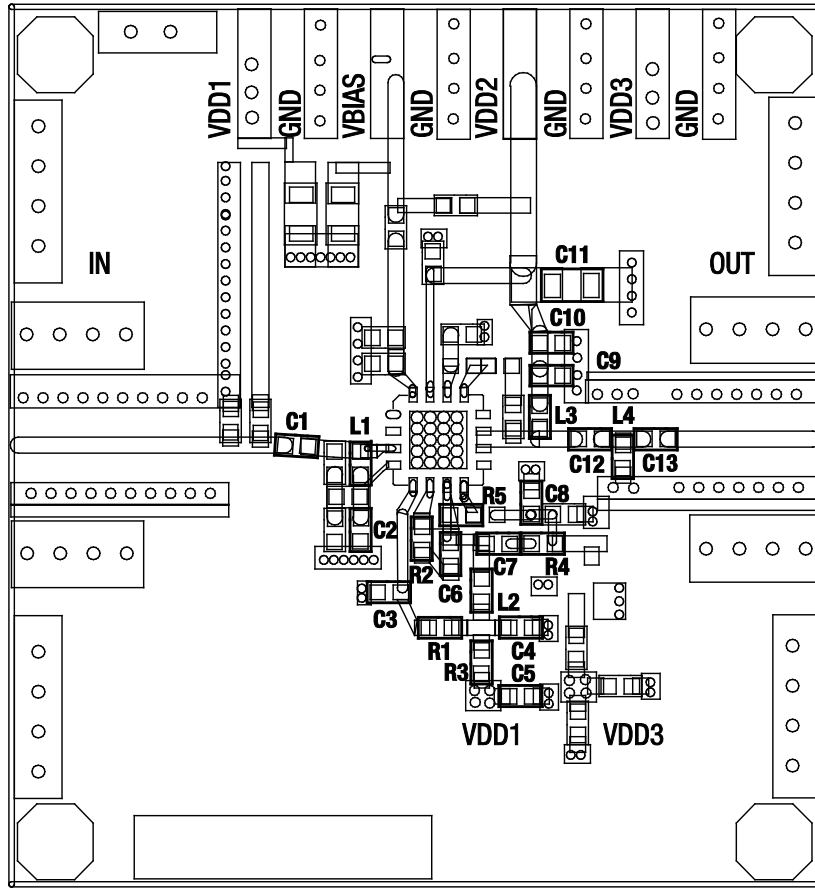 VDD1
GND
VBIAS
GND
VDD2
GND
VDD3
GND
IN
OUT
C11
C10
C9
C1
L1
L3
L4
C12
C13
C2
R5
C8
R2
C6
C7
R4
C3
L2
R1
C4
R3
C5
VDD1
VDD3